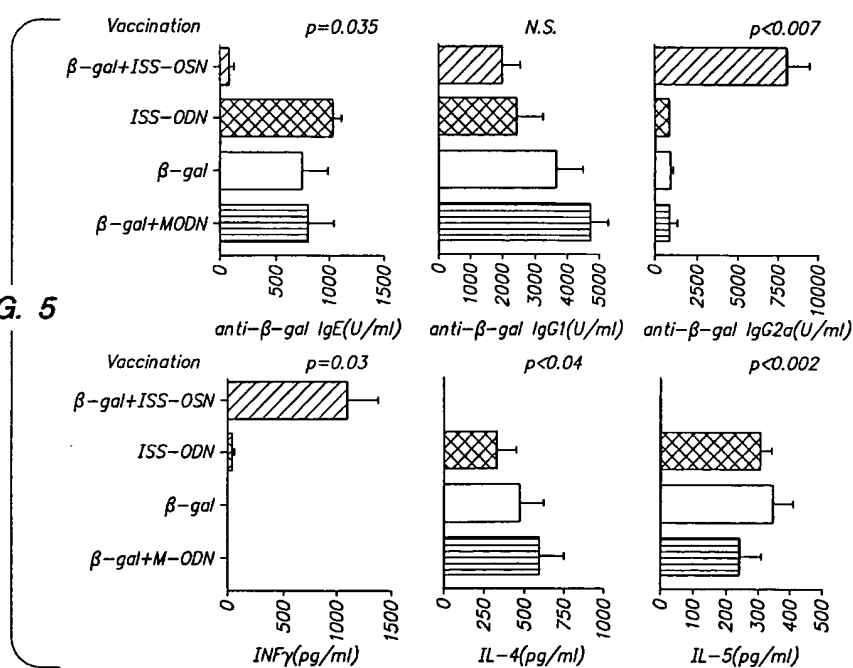 Vaccination p=0.035 N.S. p<0.007
β-gal+ISS-OSN
ISS-ODN
β-gal
β-gal+MODN
G. 5
0 500 1000 1500
0 1000 2000 3000 4000 5000
0 2500 5000 7500 10000
anti-β-gal IgE(U/ml) anti-β-gal IgG1(U/ml) anti-β-gal IgG2a(U/ml)
Vaccination p=0.03 p<0.04 p<0.002
β-gal+ISS-OSN
ISS-ODN
β-gal
β-gal+M-ODN
0 500 1000 1500
0 250 500 750 1000
0 100 200 300 400 500
INFγ(pg/ml) IL-4(pg/ml) IL-5(pg/ml)